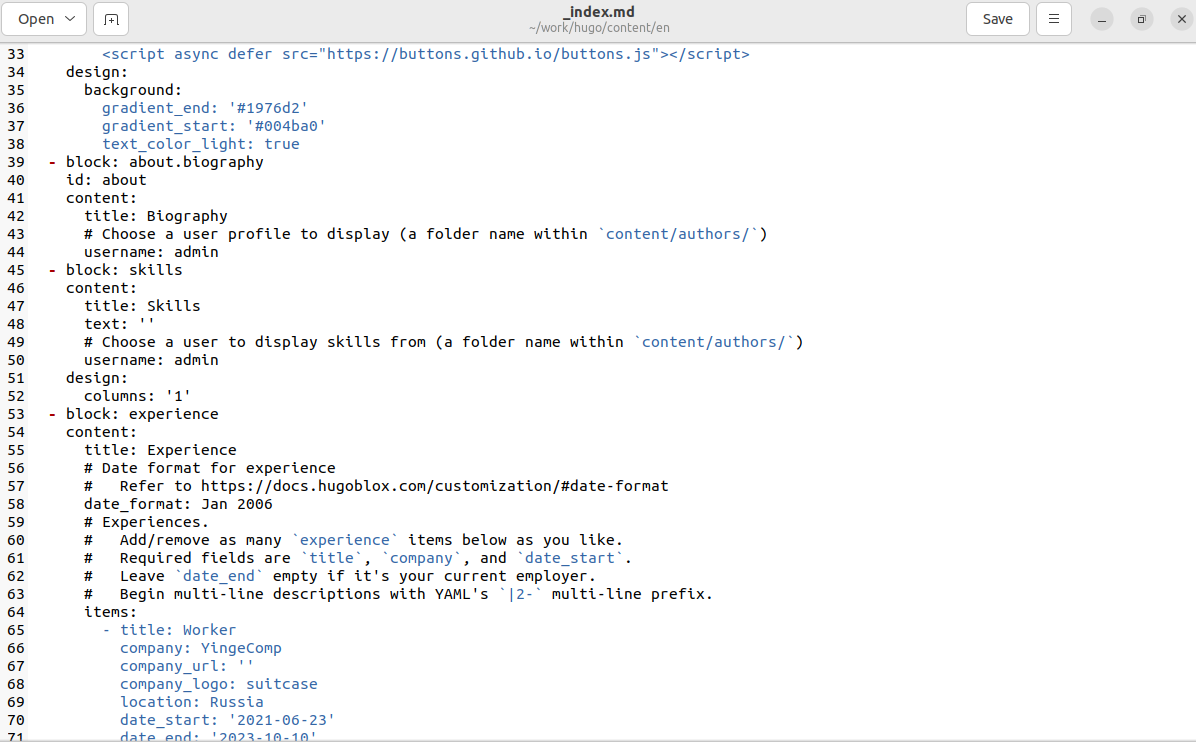 Open
_index.md
~/work/hugo/content/en
Save
33 <script async defer src="https://buttons.github.io/buttons.js"></script>
34 design:
35 background:
36 gradient_end: '#1976d2'
37 gradient_start: '#004ba0'
38 text_color_light: true
39 - block: about.biography
40 id: about
41 content:
42 title: Biography
43 # Choose a user profile to display (a folder name within `content/authors/`)
44 username: admin
45 - block: skills
46 content:
47 title: Skills
48 text: ''
49 # Choose a user to display skills from (a folder name within `content/authors/`)
50 username: admin
51 design:
52 columns: '1'
53 - block: experience
54 content:
55 title: Experience
56 # Date format for experience
57 #   Refer to https://docs.hugoblox.com/customization/#date-format
58 date_format: Jan 2006
59 # Experiences.
60 #   Add/remove as many `experience` items below as you like.
61 #   Required fields are `title`, `company`, and `date_start`.
62 #   Leave `date_end` empty if it's your current employer.
63 #   Begin multi-line descriptions with YAML's `|2-` multi-line prefix.
64 items:
65 - title: Worker
66 company: YingeComp
67 company_url: ''
68 company_logo: suitcase
69 location: Russia
70 date_start: '2021-06-23'
71 date_end: '2023-10-10'